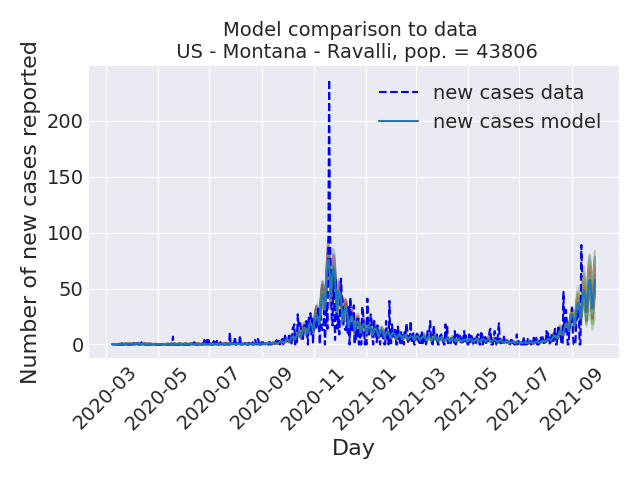 Model comparison to data
US - Montana - Ravalli, pop. = 43806
new cases data
new cases model
Number of new cases reported
200
150
100
50
0
2020-03
2020-05
2020-07
2020-09
2020-11
2021-01
2021-03
2021-05
2021-07
2021-09
Day